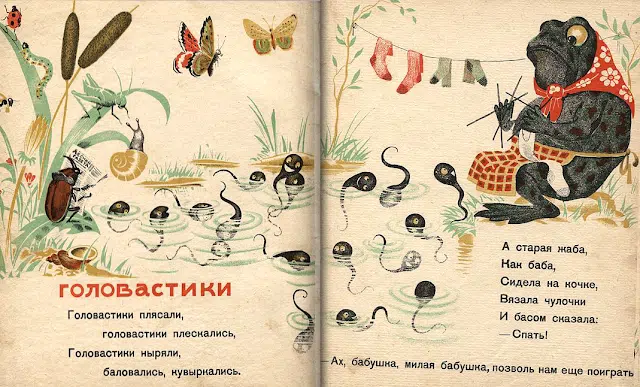 ГОЛОВАСТИКИ
Головастики плясали,
головастики плескались,
Головастики ныряли,
баловались, кувыркались.
А старая жаба,
Как баба,
Сидела на кочке,
Вязала чулочки
И басом сказала:
—Спать!
—Ах, бабушка, милая бабушка, позволь нам еще поиграть